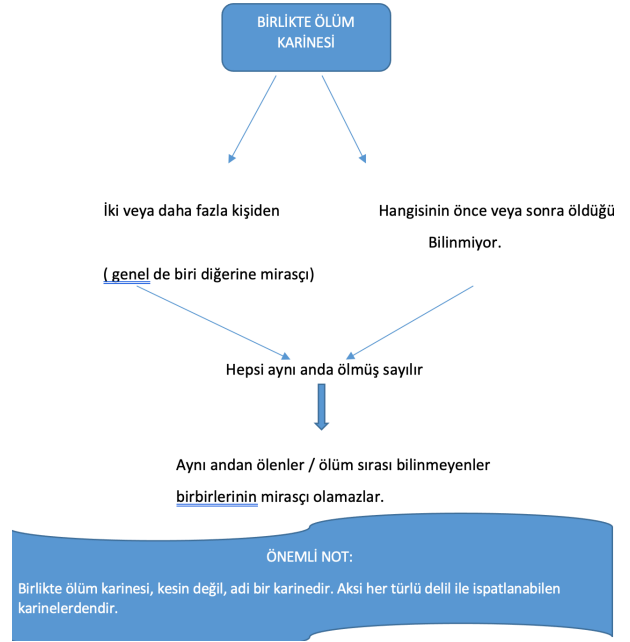 BİRLİKTE ÖLÜM
KARİNESİ
İki veya daha fazla kişiden
( genel de biri diğerine mirasçı)
Hangisinin önce veya sonra öldüğü
Bilinmiyor.
Hepsi aynı anda ölmüş sayılır
Aynı andan ölenler / ölüm sırası bilinmeyenler
birbirlerinin mirasçı olamazlar.
ÖNEMLİ NOT:
Birlikte ölüm karinesi, kesin değil, adi bir karinedir. Aksi her türlü delil ile ispatlanabilen
karinelerdendir.